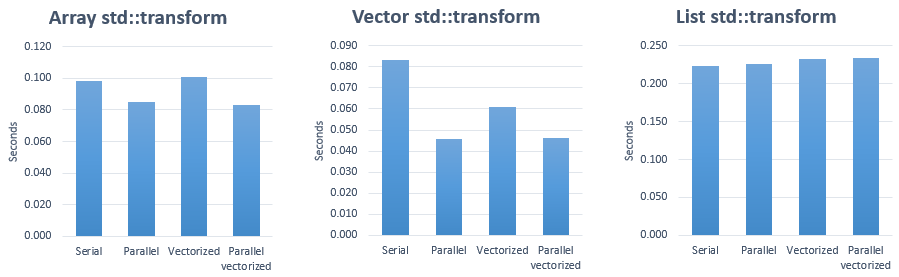 Array std::transform
0.120
0.100
0.080
0.060
0.040
0.020
0.000
Seconds
Serial
Parallel
Vectorized
Parallel
vectorized
Vector std::transform
0.090
0.080
0.070
0.060
0.050
0.040
0.030
0.020
0.010
0.000
Seconds
Serial
Parallel
Vectorized
Parallel
vectorized
List std::transform
0.250
0.200
0.150
0.100
0.050
0.000
Seconds
Serial
Parallel
Vectorized
Parallel
vectorized